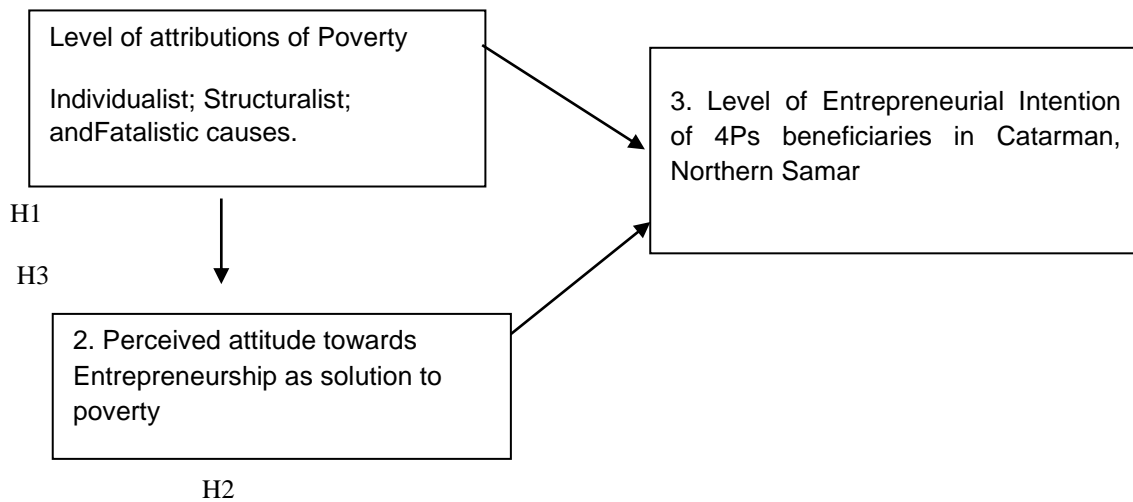 Level of attributions of Poverty
Individualist; Structuralist;
andFatalistic causes.
3. Level of Entrepreneurial Intention
of 4Ps beneficiaries in Catarman,
Northern Samar
H1
H3
2. Perceived attitude towards
Entrepreneurship as solution to
poverty
H2